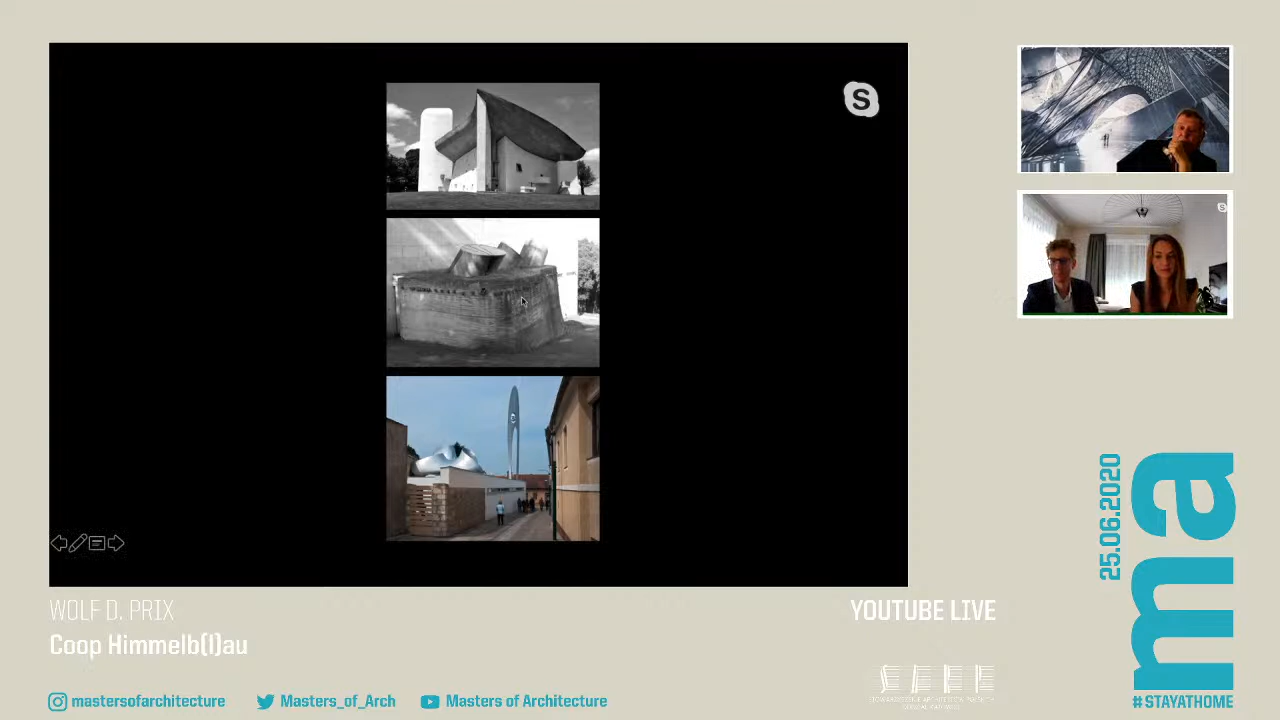 S
WOLF D. PRIX
Coop Himmelb(l)au
YOUTUBE LIVE
mastersofarchitecture
Masters_of_Arch
Masters of Architecture
25.06.2020
ma
#STAYATHOME